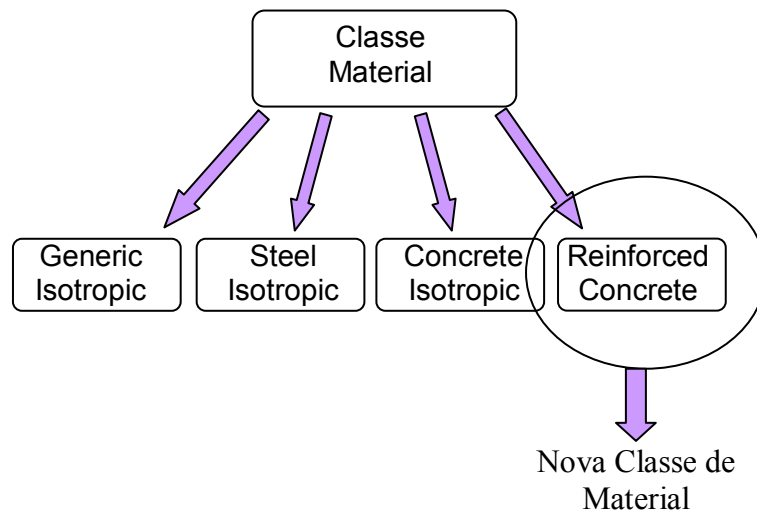 Classe
Material
Generic
Isotropic
Steel
Isotropic
Concrete
Isotropic
Reinforced
Concrete
Nova Classe de
Material